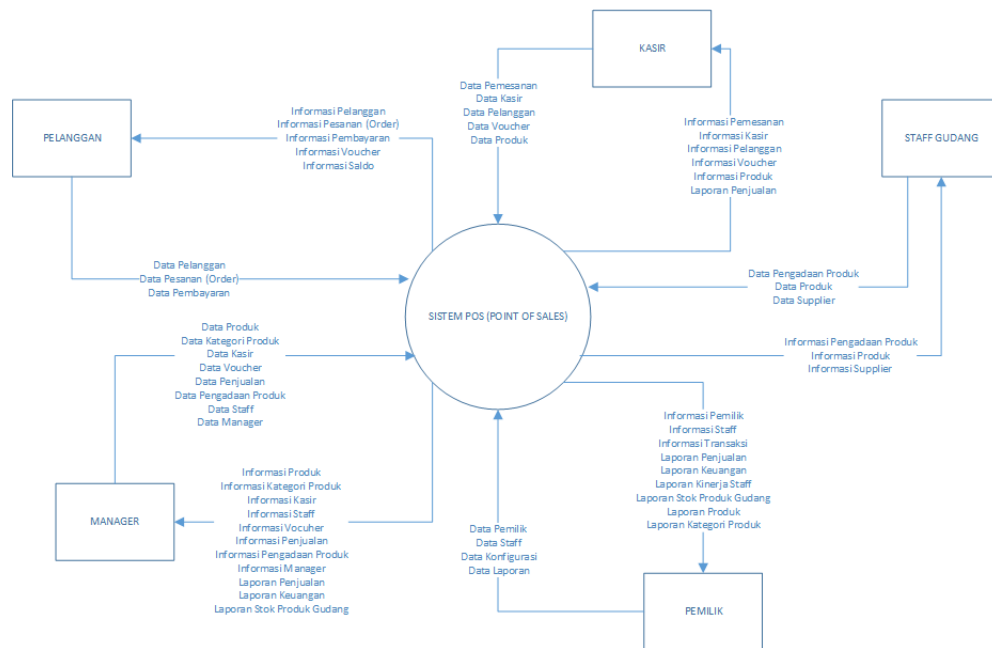 KASIR
Data Pemesanan
Data Kasir
Data Pelanggan
Data Voucher
Data Produk
PELANGGAN
Informasi Pelanggan
Informasi Pesanan (Order)
Informasi Pembayaran
Informasi Voucher
Informasi Saldo
Informasi Pemesanan
Informasi Kasir
Informasi Pelanggan
Informasi Voucher
Informasi Produk
Laporan Penjualan
STAFF GUDANG
Data Pelanggan
Data Pesanan (Order)
Data Pembayaran
SISTEM POS (POINT OF SALES)
Data Pengadaan Produk
Data Produk
Data Supplier
Informasi Pengadaan Produk
Informasi Produk
Informasi Supplier
Data Produk
Data Kategori Produk
Data Kasir
Data Voucher
Data Penjualan
Data Pengadaan Produk
Data Staff
Data Manager
MANAGER
Informasi Produk
Informasi Kategori Produk
Informasi Kasir
Informasi Staff
Informasi Vocuher
Informasi Penjualan
Informasi Pengadaan Produk
Informasi Manager
Laporan Penjualan
Laporan Keuangan
Laporan Stok Produk Gudang
Data Pemilik
Data Staff
Data Konfigurasi
Data Laporan
Informasi Pemilik
Informasi Staff
Informasi Transaksi
Laporan Penjualan
Laporan Keuangan
Laporan Kinerja Staff
Laporan Stok Produk Gudang
Laporan Produk
Laporan Kategori Produk
PEMILIK